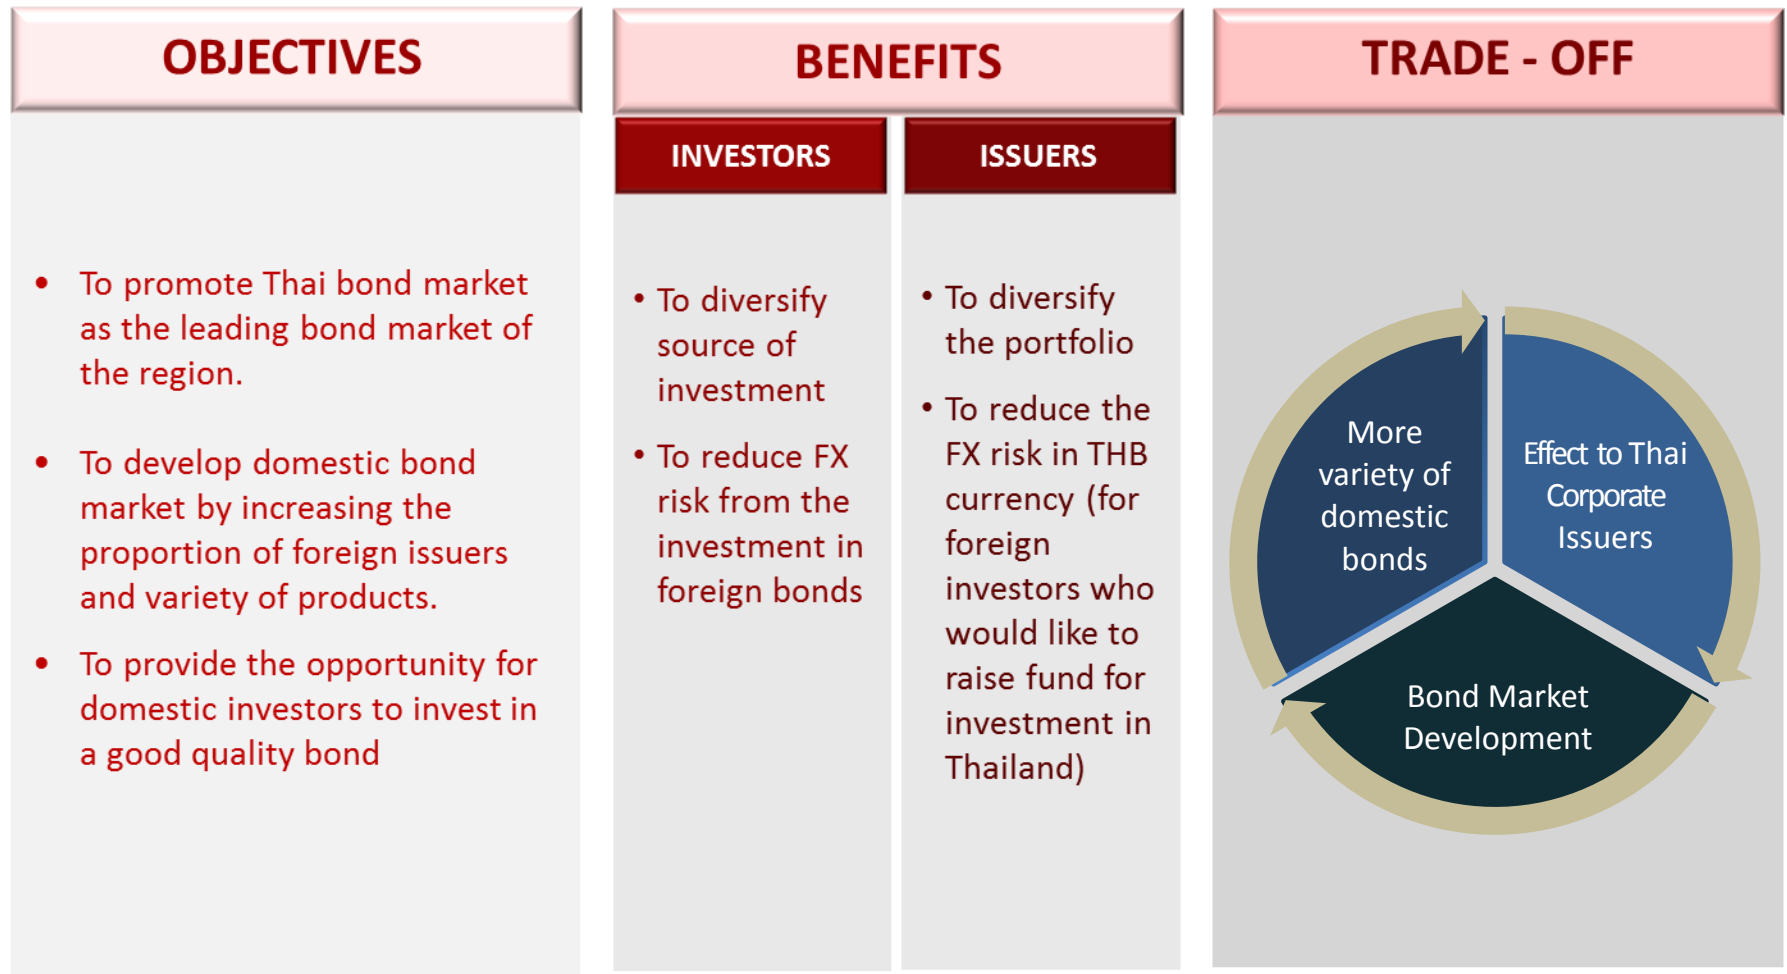 OBJECTIVES
• To promote Thai bond market
as the leading bond market of
the region.
• To develop domestic bond
market by increasing the
proportion of foreign issuers
and variety of products.
• To provide the opportunity for
domestic investors to invest in
a good quality bond
BENEFITS
INVESTORS
• To diversify
source of
investment
• To reduce FX
risk from the
investment in
foreign bonds
ISSUERS
• To diversify
the portfolio
• To reduce the
FX risk in THB
currency (for
foreign
investors who
would like to
raise fund for
investment in
Thailand)
TRADE - OFF
More
variety of
domestic
bonds
Effect to Thai
Corporate
Issuers
Bond Market
Development